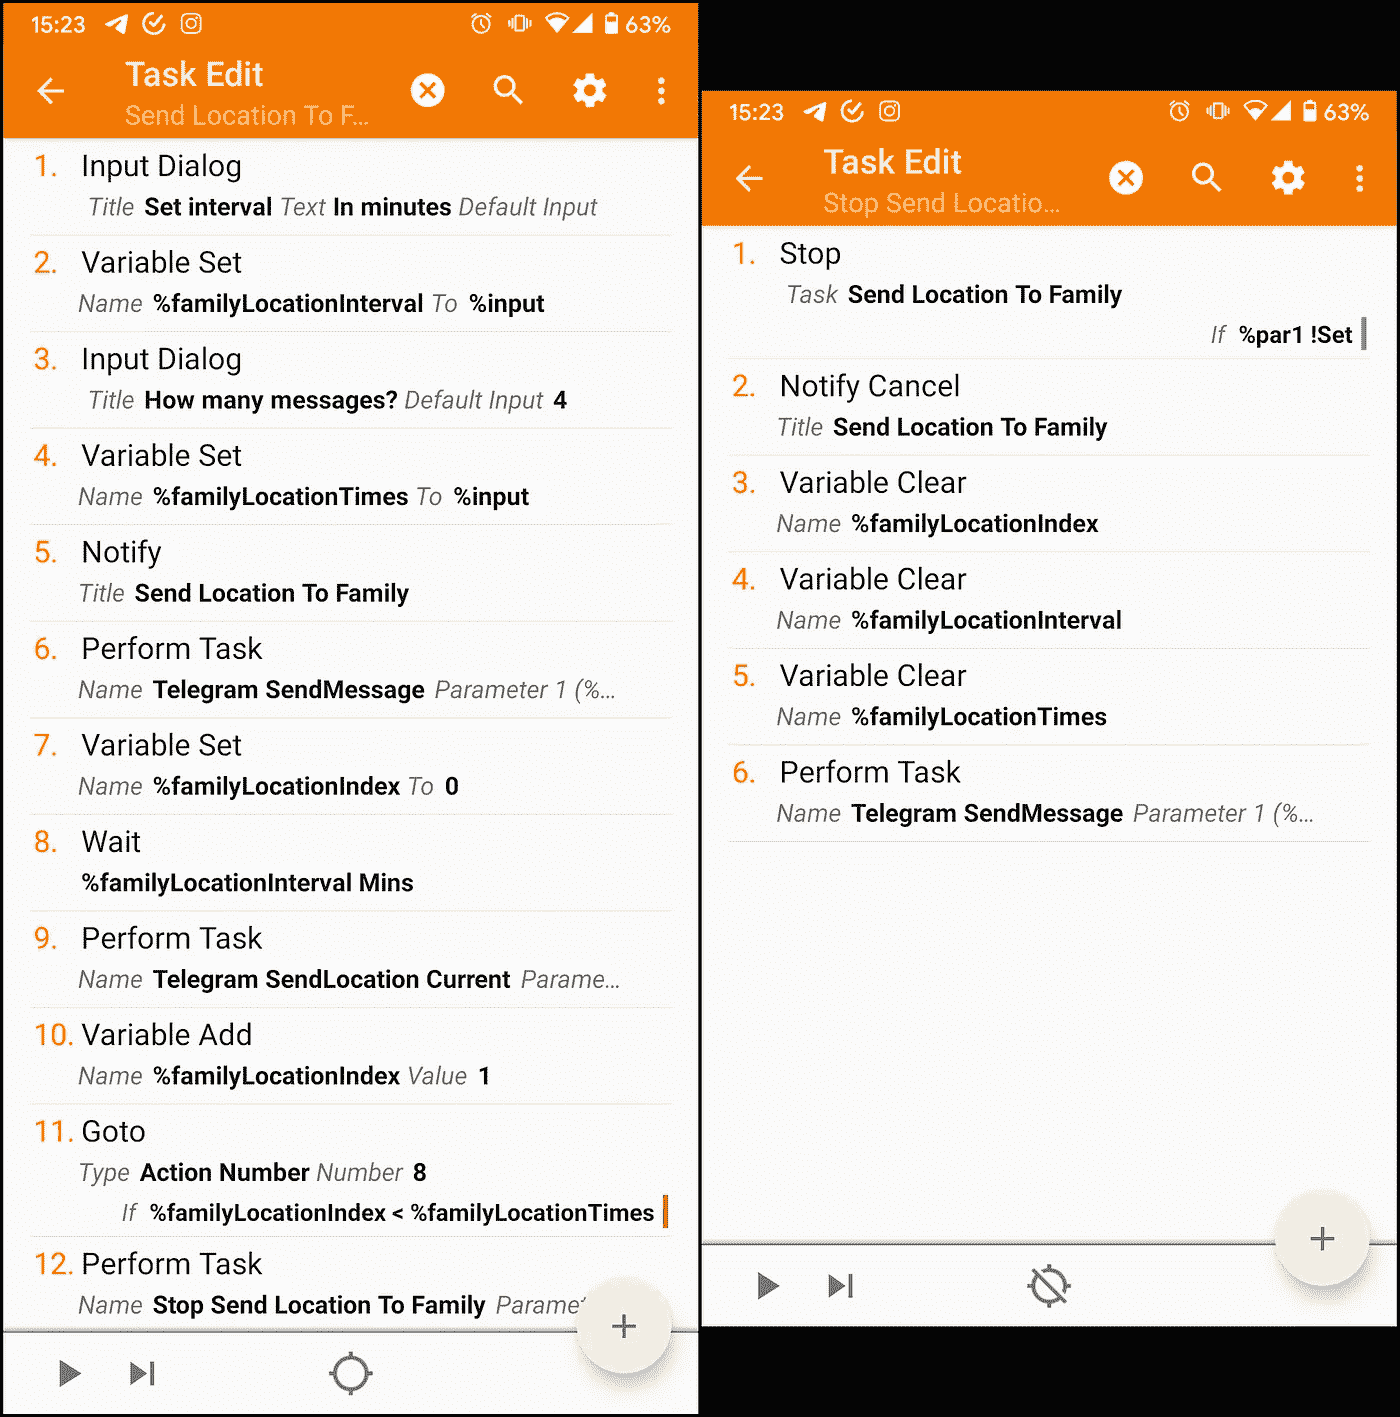 15:23 63%
Task Edit
Send Location To F...
1. Input Dialog
Title Set interval Text In minutes Default Input
2. Variable Set
Name %familyLocationInterval To %input
3. Input Dialog
Title How many messages? Default Input 4
4. Variable Set
Name %familyLocationTimes To %input
5. Notify
Title Send Location To Family
6. Perform Task
Name Telegram SendMessage Parameter 1 (%...
7. Variable Set
Name %familyLocationIndex To 0
8. Wait
%familyLocationInterval Mins
9. Perform Task
Name Telegram SendLocation Current Parame...
10. Variable Add
Name %familyLocationIndex Value 1
11. Goto
Type Action Number Number 8
If %familyLocationIndex < %familyLocationTimes
12. Perform Task
Name Stop Send Location To Family Paramet
15:23 63%
Task Edit
Stop Send Locatio...
1. Stop
Task Send Location To Family
If %par1 !Set
2. Notify Cancel
Title Send Location To Family
3. Variable Clear
Name %familyLocationIndex
4. Variable Clear
Name %familyLocationInterval
5. Variable Clear
Name %familyLocationTimes
6. Perform Task
Name Telegram SendMessage Parameter 1 (%...